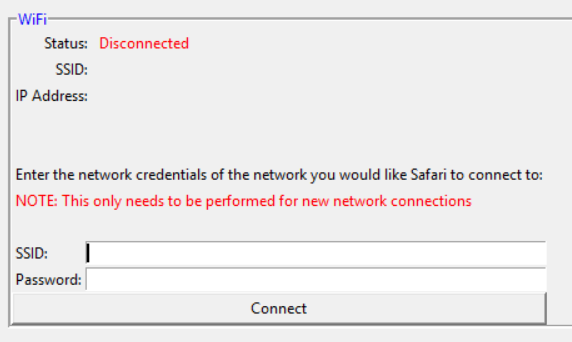 WiFi
Status: Disconnected
SSID:
IP Address:
Enter the network credentials of the network you would like Safari to connect to:
NOTE: This only needs to be performed for new network connections
SSID:
Password:
Connect